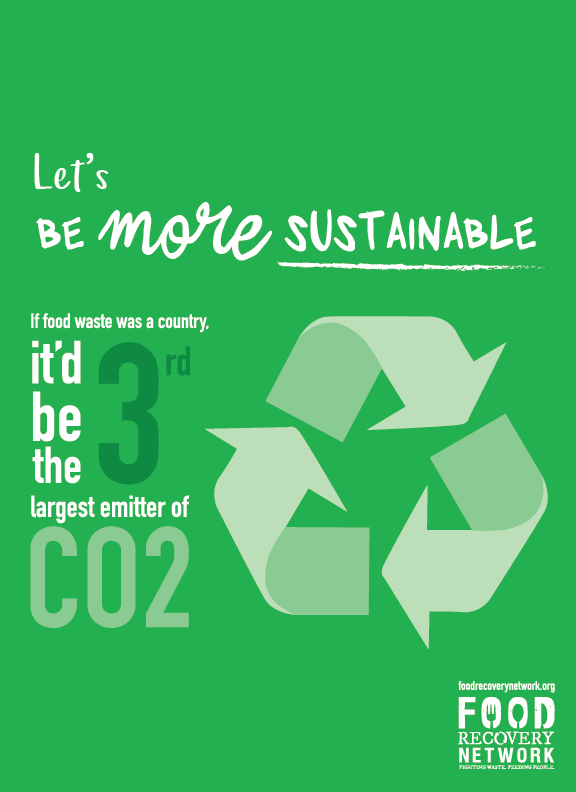 Let's
BE more SUSTAINABLE
If food waste was a country,
it'd
be
the
3rd
largest emitter of
CO2
foodrecoverynetwork.org
FOOD
RECOVERY
NETWORK
FIGHTING WASTE. FEEDING PEOPLE.